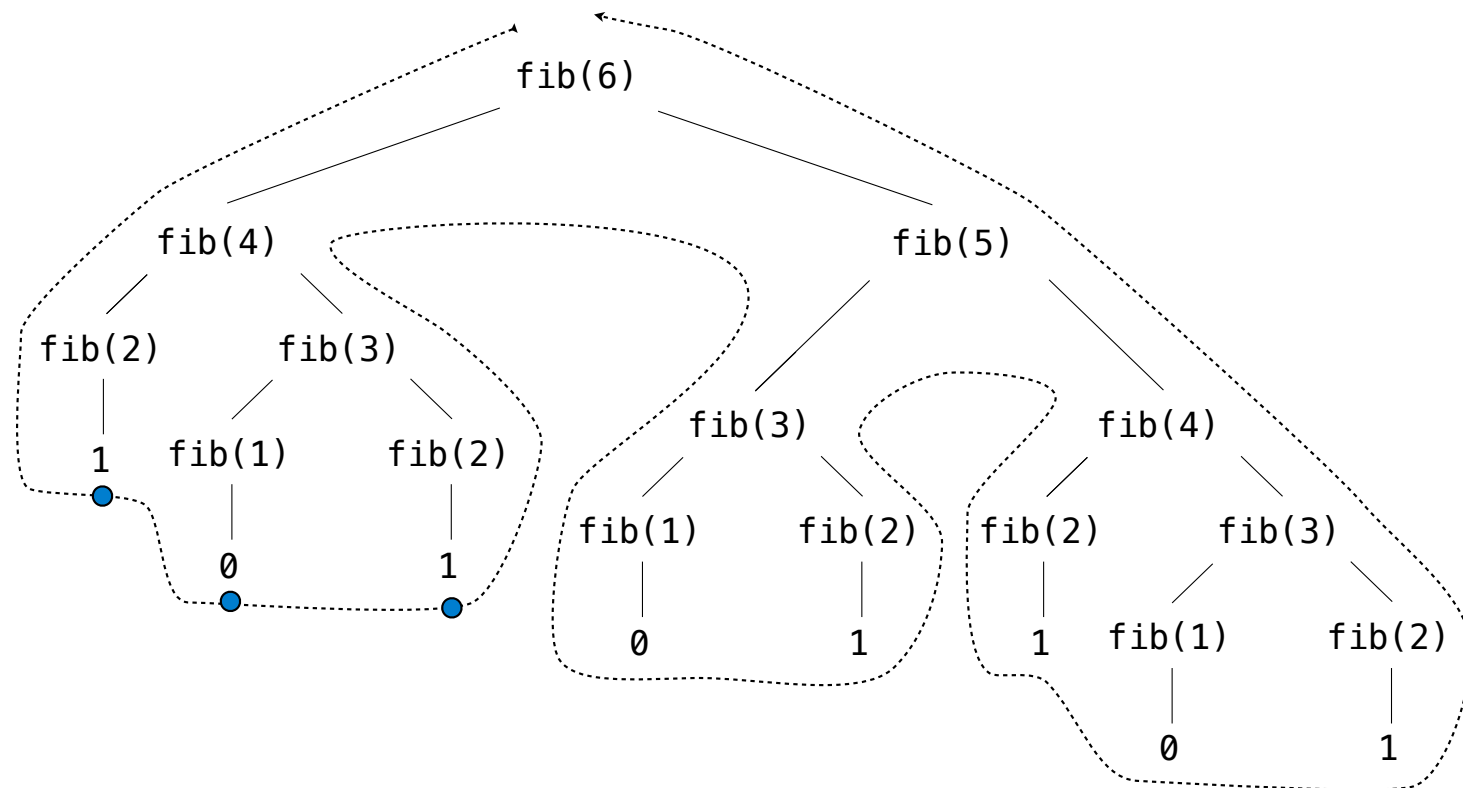 fib(6)
fib(4) fib(5)
fib(2) fib(3)
fib(3) fib(4)
1 fib(1) fib(2)
fib(1) fib(2) fib(2) fib(3)
0 1
0 1 1 fib(1) fib(2)
0 1